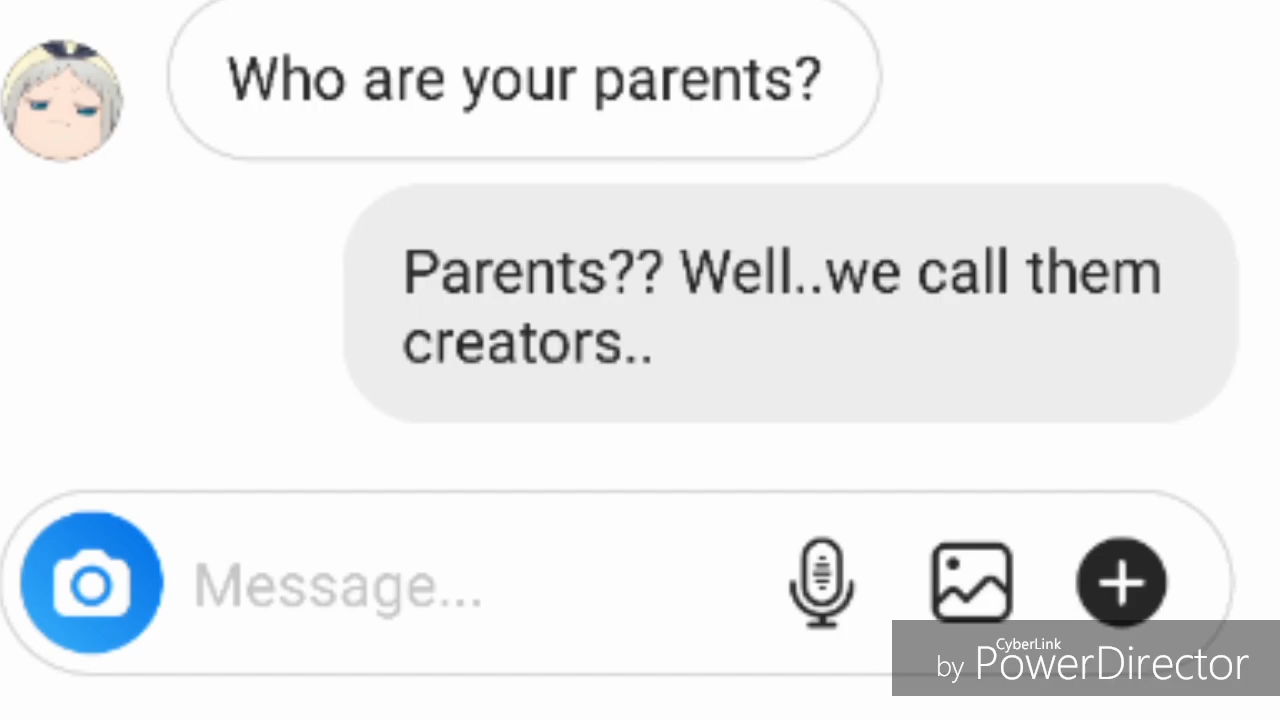 Who are your parents?
Parents?? Well..we call them
creators..
Message...
CyberLink
by PowerDirector